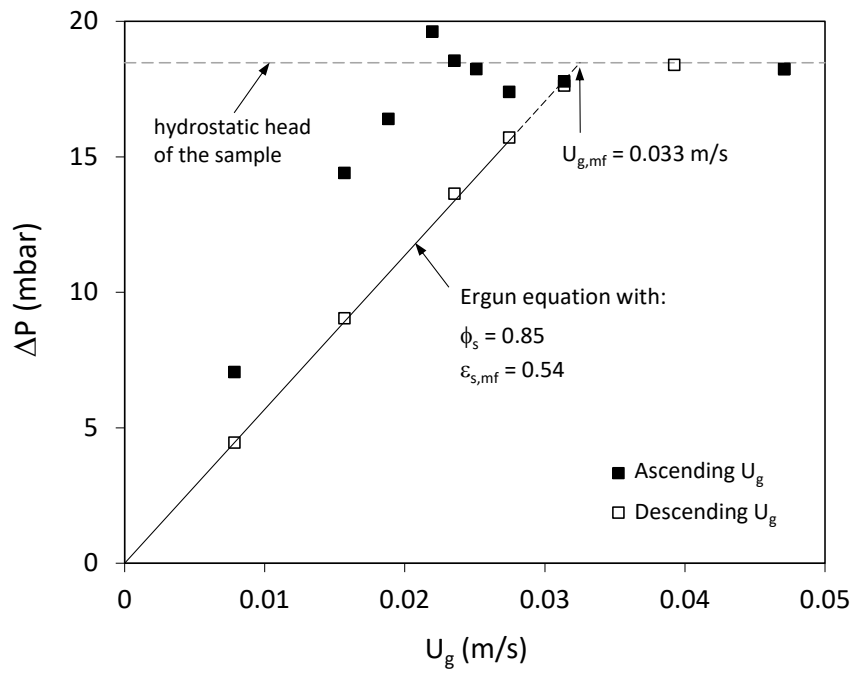 20
15
10
5
0
ΔP (mbar)
hydrostatic head
of the sample
U_g,mf = 0.033 m/s
Ergun equation with:
ϕ_s = 0.85
ε_s,mf = 0.54
Ascending U_g
Descending U_g
0 0.01 0.02 0.03 0.04 0.05
U_g (m/s)